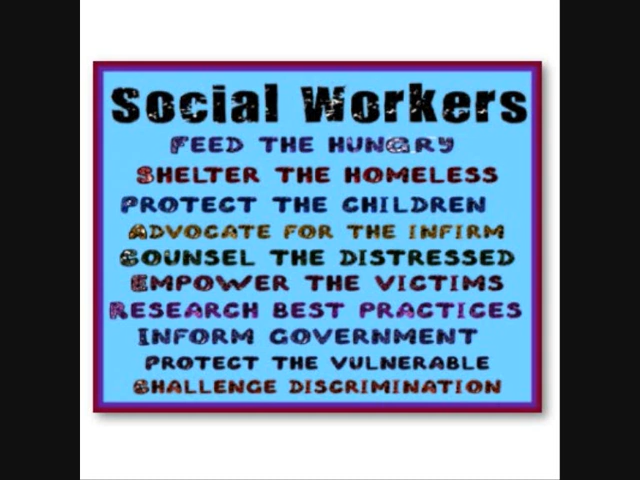 Social Workers
FEED THE HUNGRY
SHELTER THE HOMELESS
PROTECT THE CHILDREN
ADVOCATE FOR THE INFIRM
COUNSEL THE DISTRESSED
EMPOWER THE VICTIMS
RESEARCH BEST PRACTICES
INFORM GOVERNMENT
PROTECT THE VULNERABLE
CHALLENGE DISCRIMINATION